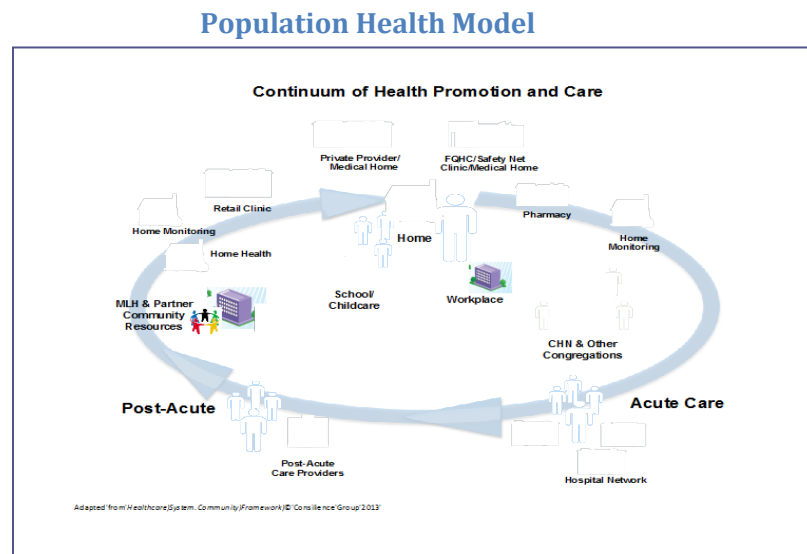 Population Health Model
Continuum of Health Promotion and Care
Private Provider/
Medical Home
FQHC/Safety Net
Clinic/Medical Home
Retail Clinic
Pharmacy
Home Monitoring
Home
Home
Monitoring
Home Health
School/
Childcare
Workplace
MLH & Partner
Community
Resources
CHN & Other
Congregations
Post-Acute
Acute Care
Post-Acute
Care Providers
Hospital Network
Adapted'from'Healthcare)System. Community)Framework)©'Consilience'Group'2013'